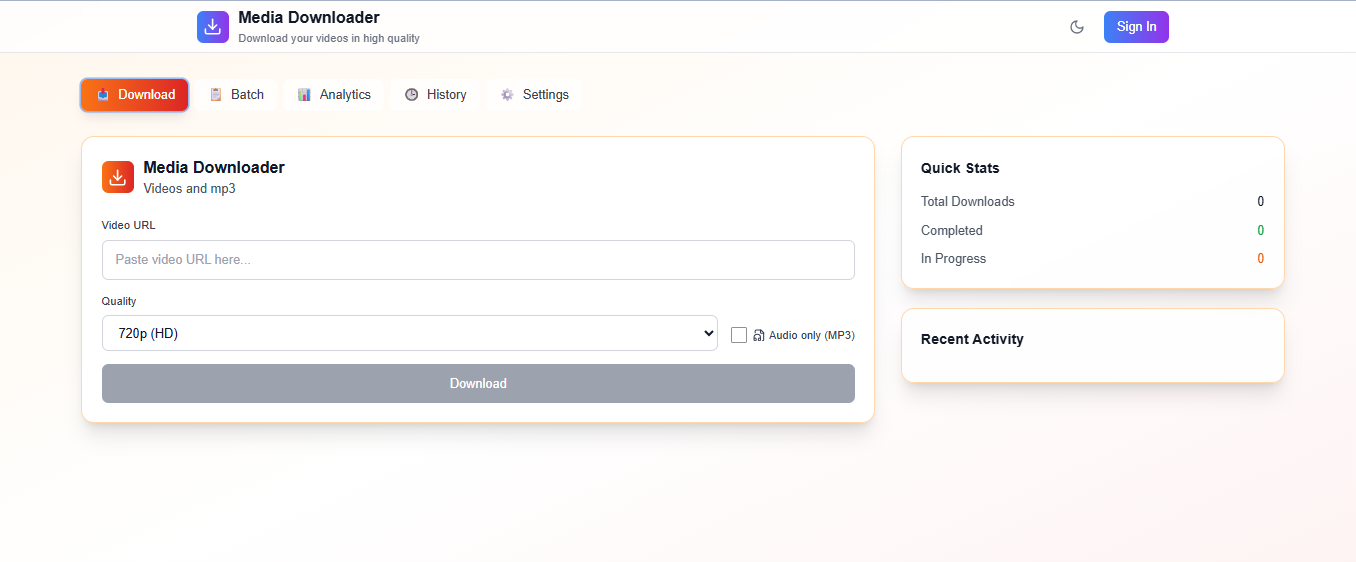 Media Downloader
Download your videos in high quality
Sign In
Download
Batch
Analytics
History
Settings
Media Downloader
Videos and mp3
Video URL
Paste video URL here...
Quality
720p (HD)
Audio only (MP3)
Download
Quick Stats
Total Downloads 0
Completed 0
In Progress 0
Recent Activity